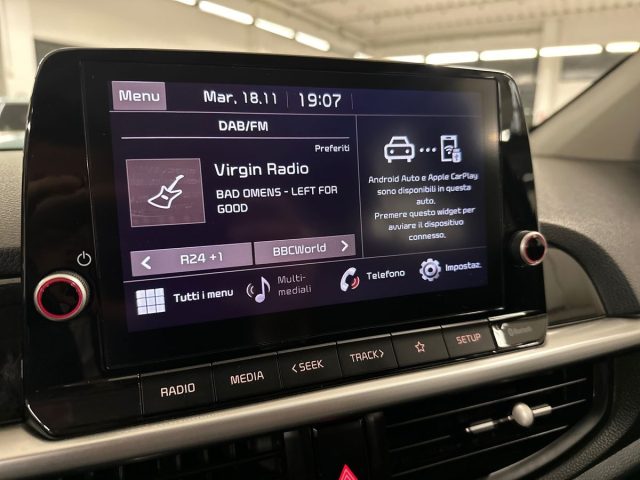 Menu
Mar, 18.11
19:07
DAB/FM
Preferiti
Virgin Radio
BAD OMENS - LEFT FOR
GOOD
< R24 +1
BBCWorld >
Android Auto e Apple CarPlay
sono disponibili in questa
auto.
Premere questo widget per
avviare il dispositivo
connesso.
Tutti i menu
Multi-
mediali
Telefono
Impostaz.
RADIO
MEDIA
< SEEK
TRACK >
SETUP
Bluetooth